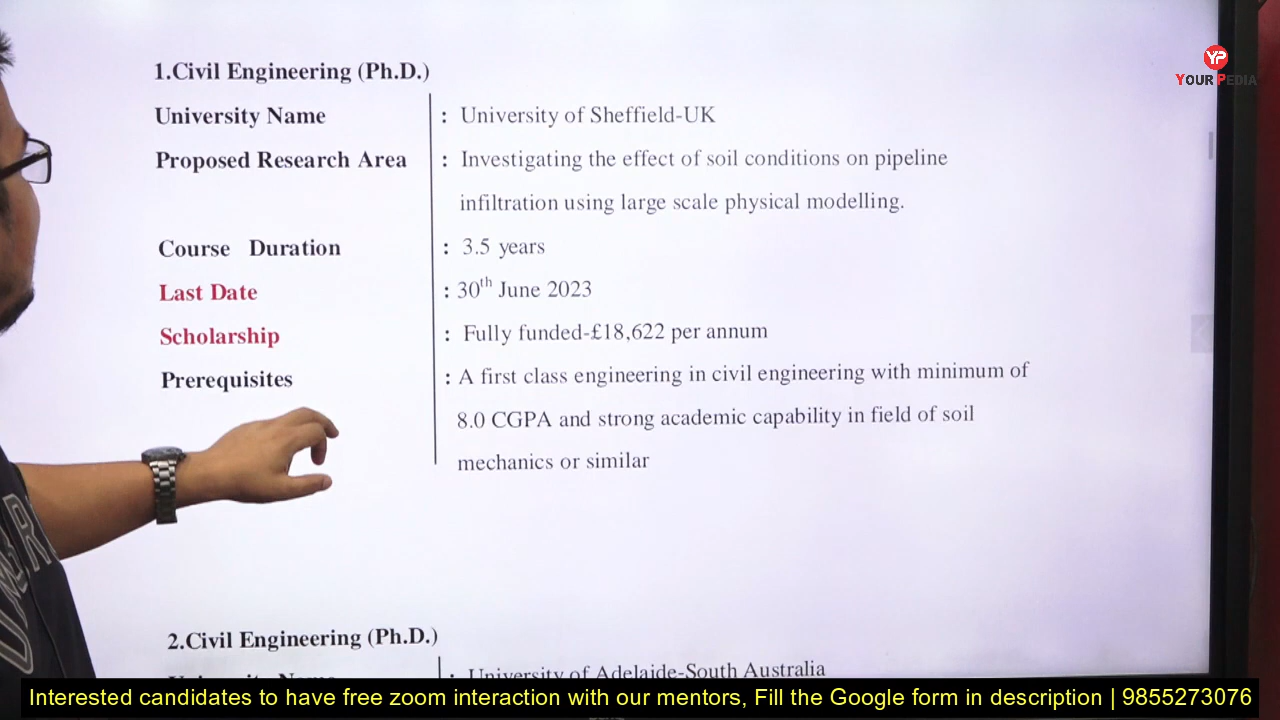 YP
YOUR PEDIA
1.Civil Engineering (Ph.D.)
University Name : University of Sheffield-UK
Proposed Research Area : Investigating the effect of soil conditions on pipeline
infiltration using large scale physical modelling.
Course Duration : 3.5 years
Last Date : 30th June 2023
Scholarship : Fully funded-£18,622 per annum
Prerequisites : A first class engineering in civil engineering with minimum of
8.0 CGPA and strong academic capability in field of soil
mechanics or similar
2.Civil Engineering (Ph.D.)
University Name : University of Adelaide-South Australia
Interested candidates to have free zoom interaction with our mentors, Fill the Google form in description | 9855273076